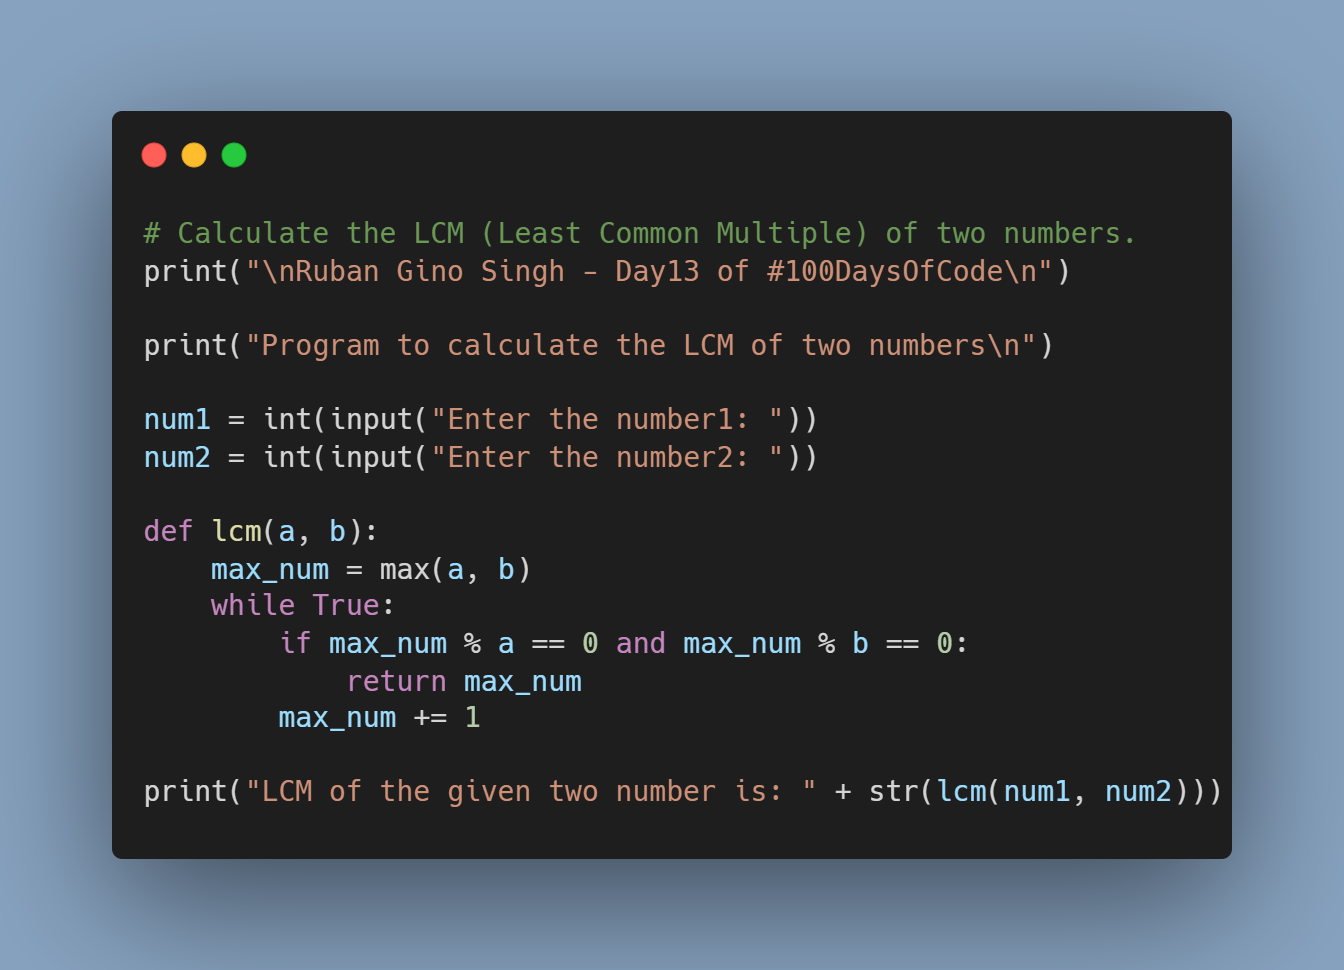 # Calculate the LCM (Least Common Multiple) of two numbers.
print("\nRuban Gino Singh - Day13 of #100DaysOfCode\n")

print("Program to calculate the LCM of two numbers\n")

num1 = int(input("Enter the number1: "))
num2 = int(input("Enter the number2: "))

def lcm(a, b):
    max_num = max(a, b)
    while True:
        if max_num % a == 0 and max_num % b == 0:
            return max_num
        max_num += 1

print("LCM of the given two number is: " + str(lcm(num1, num2)))